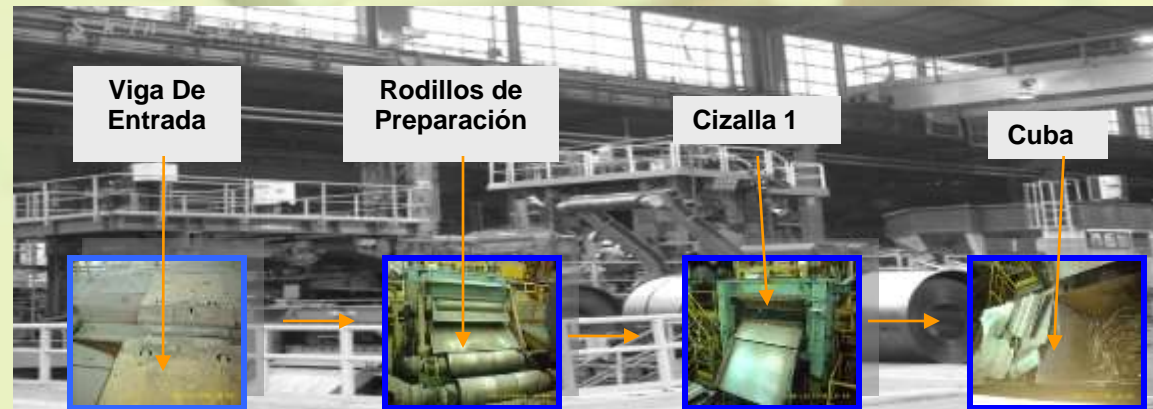 Viga De
Entrada
Rodillos de
Preparación
Cizalla 1
Cuba